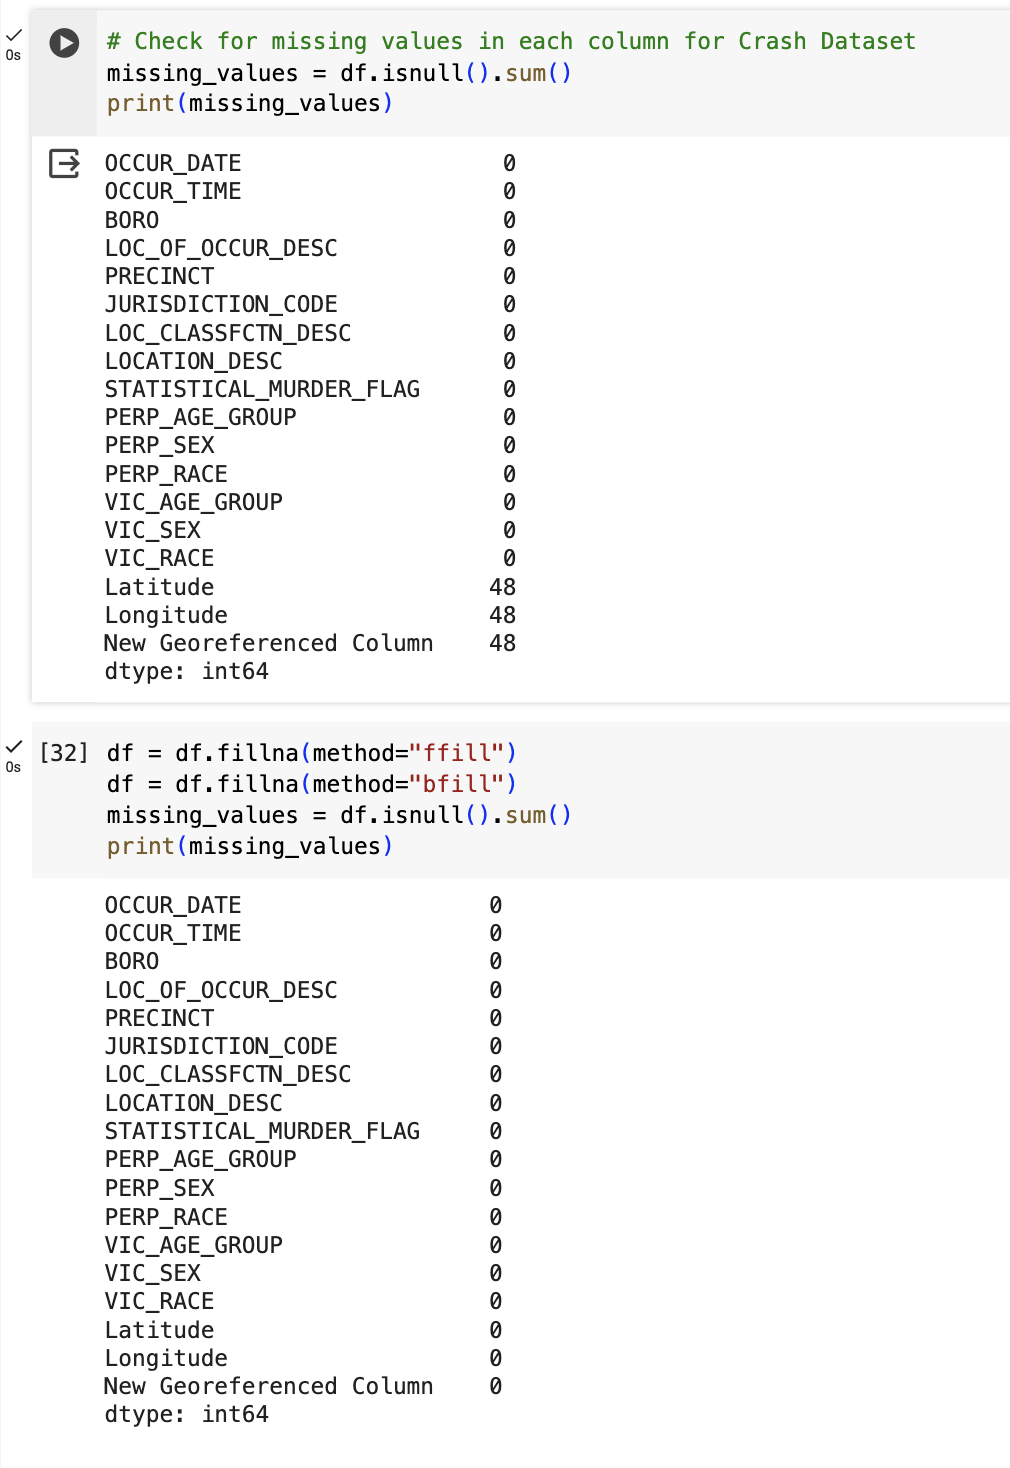 # Check for missing values in each column for Crash Dataset
0s
missing_values = df.isnull().sum()
print(missing_values)
OCCUR_DATE 0
OCCUR_TIME 0
BORO 0
LOC_OF_OCCUR_DESC 0
PRECINCT 0
JURISDICTION_CODE 0
LOC_CLASSFCTN_DESC 0
LOCATION_DESC 0
STATISTICAL_MURDER_FLAG 0
PERP_AGE_GROUP 0
PERP_SEX 0
PERP_RACE 0
VIC_AGE_GROUP 0
VIC_SEX 0
VIC_RACE 0
Latitude 48
Longitude 48
New Georeferenced Column 48
dtype: int64
[32] df = df.fillna(method="ffill")
0s
df = df.fillna(method="bfill")
missing_values = df.isnull().sum()
print(missing_values)
OCCUR_DATE 0
OCCUR_TIME 0
BORO 0
LOC_OF_OCCUR_DESC 0
PRECINCT 0
JURISDICTION_CODE 0
LOC_CLASSFCTN_DESC 0
LOCATION_DESC 0
STATISTICAL_MURDER_FLAG 0
PERP_AGE_GROUP 0
PERP_SEX 0
PERP_RACE 0
VIC_AGE_GROUP 0
VIC_SEX 0
VIC_RACE 0
Latitude 0
Longitude 0
New Georeferenced Column 0
dtype: int64